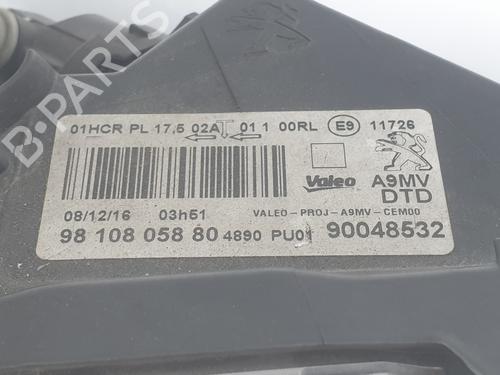 01HCR PL 17,5 02A 01 1 00RL E9 11726
Valeo A9MV
DTD
08/12/16 03h51 VALEO-PROJ-A9MV-CEM00
98 108 058 80 4890 PU01 90048532
B-PARTS